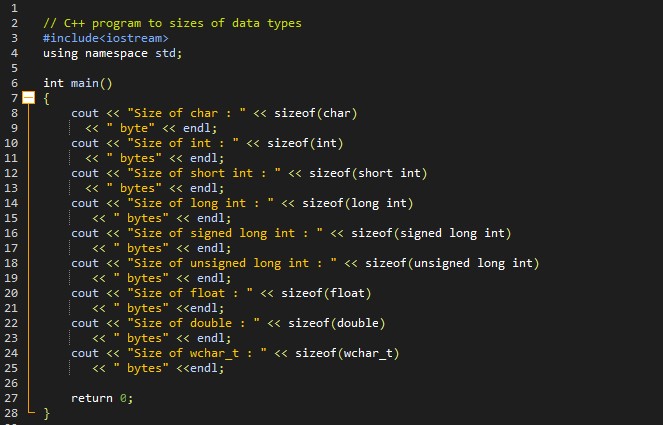 1
2 // C++ program to sizes of data types
3 #include<iostream>
4 using namespace std;
5
6 int main()
7 {
8 cout << "Size of char : " << sizeof(char)
9 << " byte" << endl;
10 cout << "Size of int : " << sizeof(int)
11 << " bytes" << endl;
12 cout << "Size of short int : " << sizeof(short int)
13 << " bytes" << endl;
14 cout << "Size of long int : " << sizeof(long int)
15 << " bytes" << endl;
16 cout << "Size of signed long int : " << sizeof(signed long int)
17 << " bytes" << endl;
18 cout << "Size of unsigned long int : " << sizeof(unsigned long int)
19 << " bytes" << endl;
20 cout << "Size of float : " << sizeof(float)
21 << " bytes" <<endl;
22 cout << "Size of double : " << sizeof(double)
23 << " bytes" << endl;
24 cout << "Size of wchar_t : " << sizeof(wchar_t)
25 << " bytes" <<endl;
26
27 return 0;
28 }